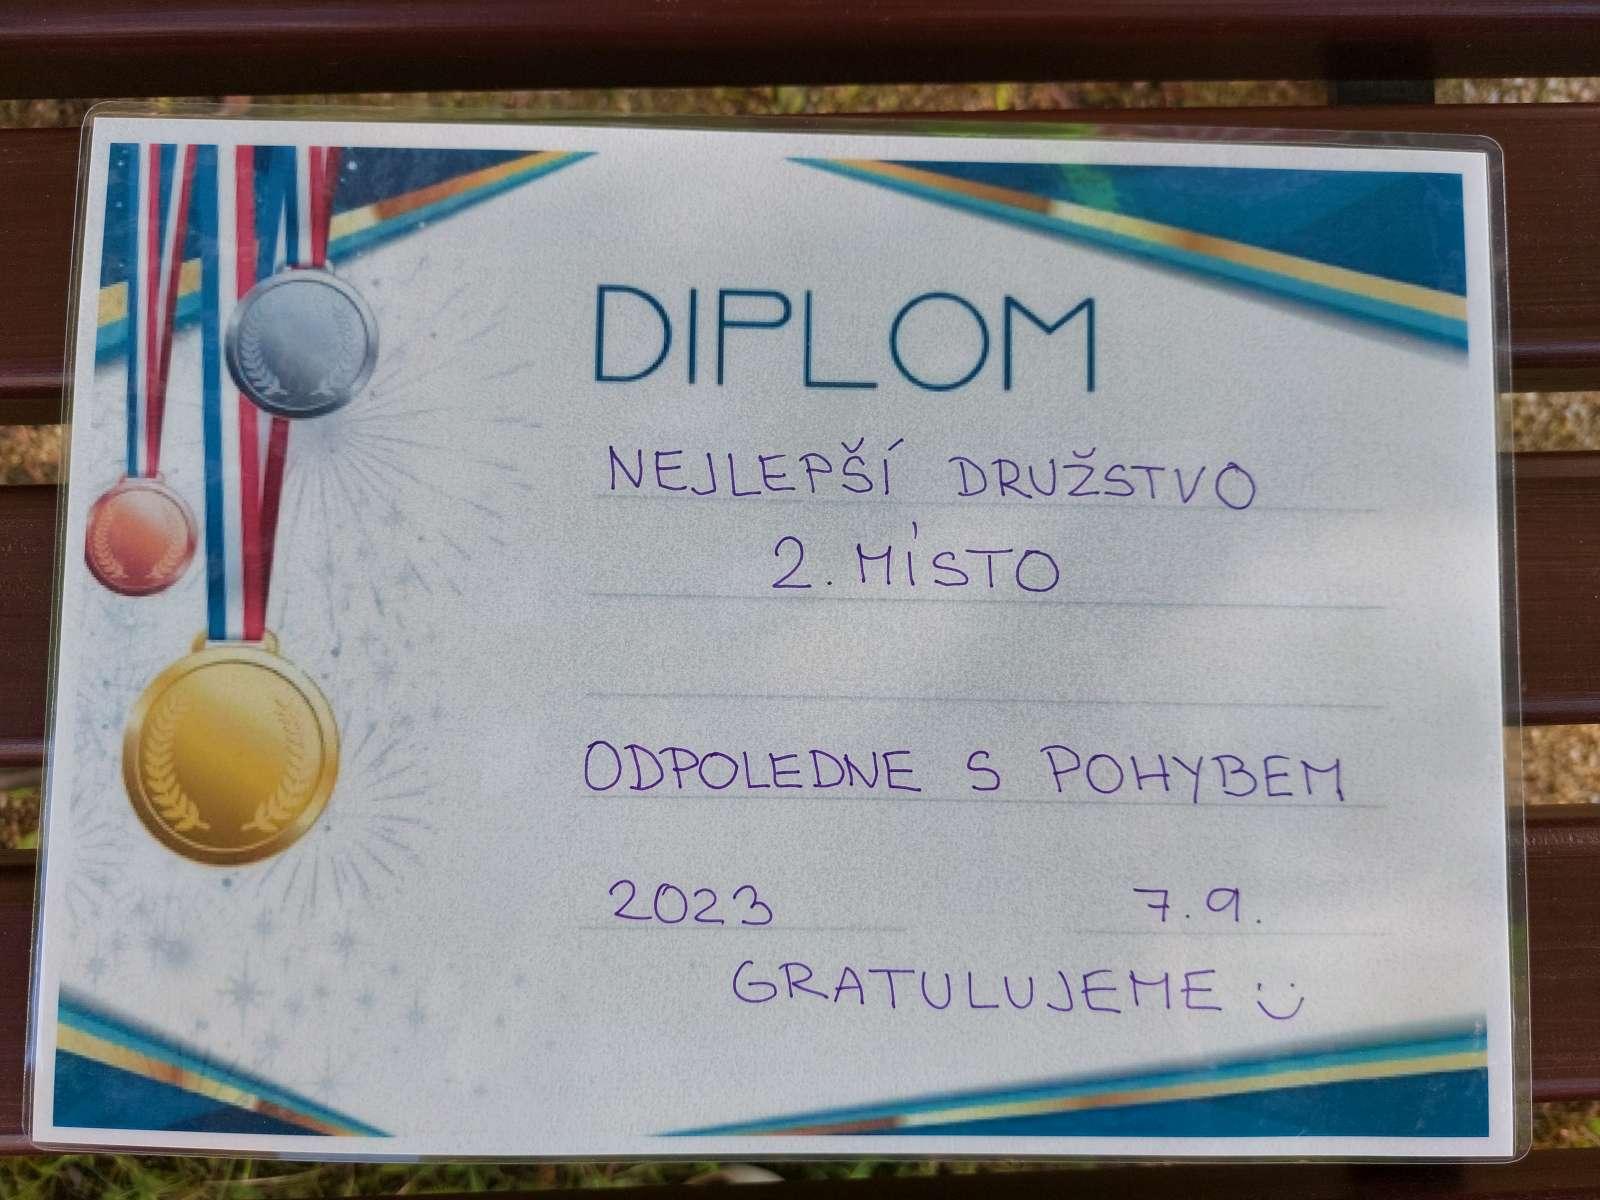 DIPLOM
NEJLEPŠÍ DRUŽSTVO
2. MÍSTO
ODPOLEDNE S POHYBEM
2023 7.9.
GRATULUJEME